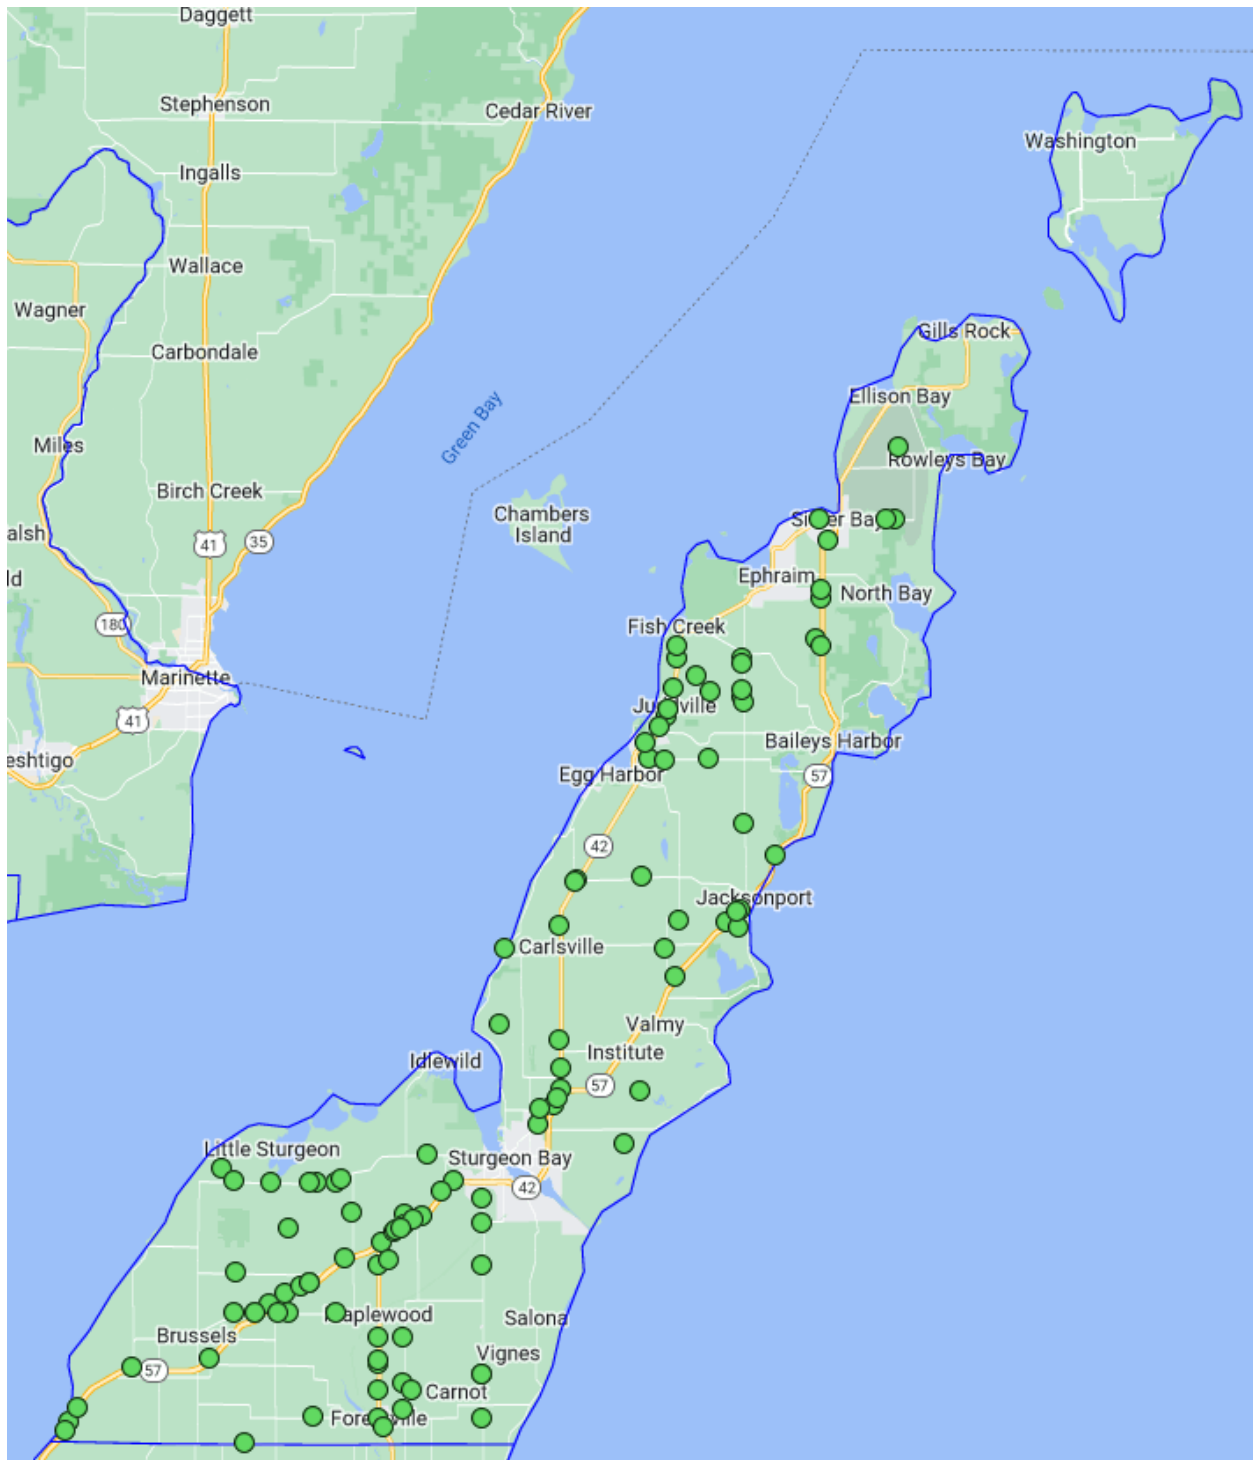 Daggett
Stephenson
Cedar River
Washington
Ingalls
Wallace
Wagner
Gills Rock
Carbondale
Ellison Bay
Green Bay
Miles
Rowleys Bay
Birch Creek
Chambers
Island
alsh
41
35
ld
Ephraim
North Bay
180
Fish Creek
Marinette
41
eshtigo
Baileys Harbor
Egg Harbor
57
42
Jacksonport
Carlsville
Valmy
Institute
Idlewild
57
Little Sturgeon
Sturgeon Bay
42
Salona
Brussels
Vignes
57
Carnot